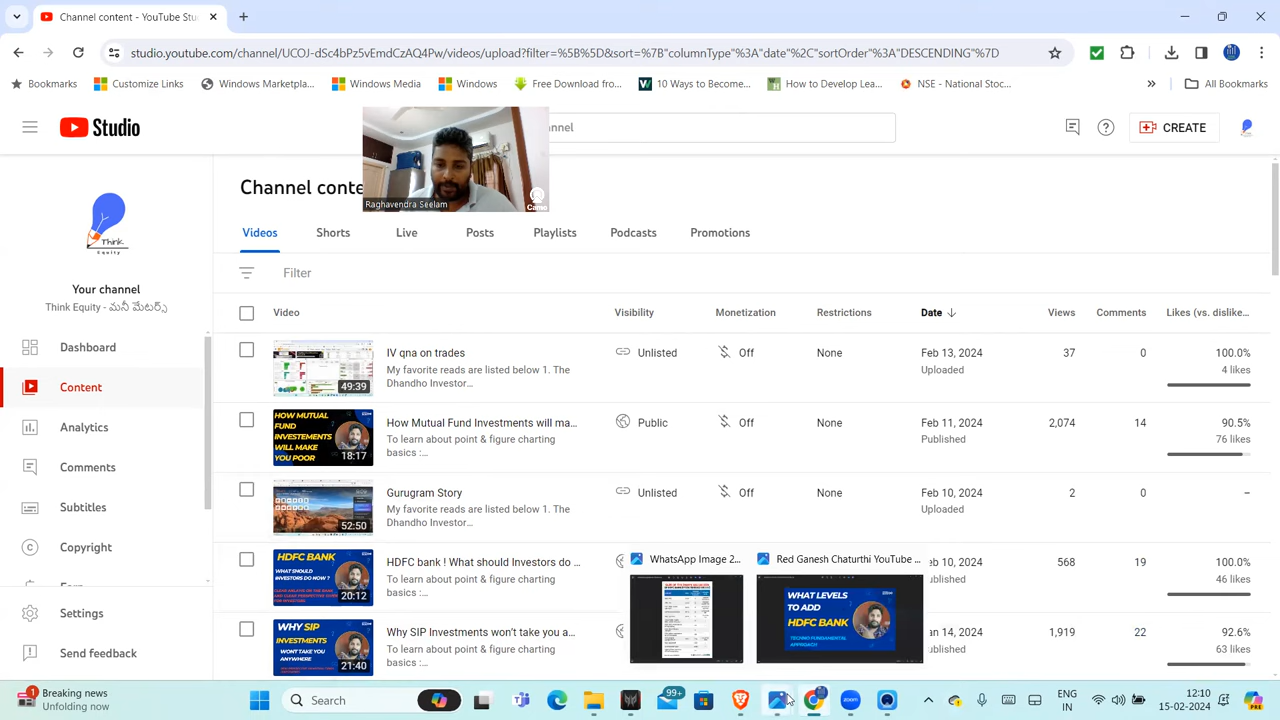 Channel content - YouTube Stu
studio.youtube.com/channel/UCOJ-dSc4bPz5vEmdCzAQ4Pw/videos/upload?filter=%5B%5D&sort=%7B"columnType"%3A"date"%2C"sortOrder"%3A"DESCENDING"%7D
Bookmarks Customize Links Windows Marketpla... Windows Media Windows Free Download from... 10 Ways to Become... How to Develop Lea... NSE - National Stoc... » All Bookmarks
Studio
CREATE
Raghavendra Seelam
Channel conte
Videos Shorts Live Posts Playlists Podcasts Promotions
Filter
Think
Equity
Your channel
Think Equity - మనీ మేటర్స్
Dashboard
Content
Analytics
Comments
Subtitles
Copyright
Settings
Send feedback
Video Visibility Monetization Restrictions Date Views Comments Likes (vs. dislike...
49:39
IV qna on trades
My favorite reads are listed below 1. The
Dhandho Investor...
Unlisted Off None Feb 13, 2024 37 0 100.0%
Uploaded 4 likes
HOW MUTUAL
FUND
INVESTEMENTS
WILL MAKE
YOU POOR
18:17
How Mutual Fund Investments will ma...
To learn about think figure charting
basics :...
Public Off None Feb 11, 2024 2,074 14 90.5%
Published 76 likes
52:50
Gurugram Story
My favorite reads are listed below 1. The
Dhandho Investor...
Unlisted Off None Feb 10, 2024 2 0 –
Uploaded
HDFC BANK
WHAT SHOULD
INVESTORS DO NOW ?
20:12
HDFC bank ! What should investors do ...
To learn about think figure charting
basics :...
568 19 100.0%
46 likes
WHY SIP
INVESTMENTS
WONT TAKE YOU
ANYWHERE
21:40
WHY SIP Investments won't take you a...
To learn about think figure charting
basics :...
22
63 likes
WhatsApp Image ...
Ganesh Chaturthi YouTube...
WHAT LEVELS
TO ADD
HDFC BANK
TECHNO FUNDAMENTAL
APPROACH
1
Breaking news
Unfolding now
Search
99+
ENG
IN
12:10
15-02-2024